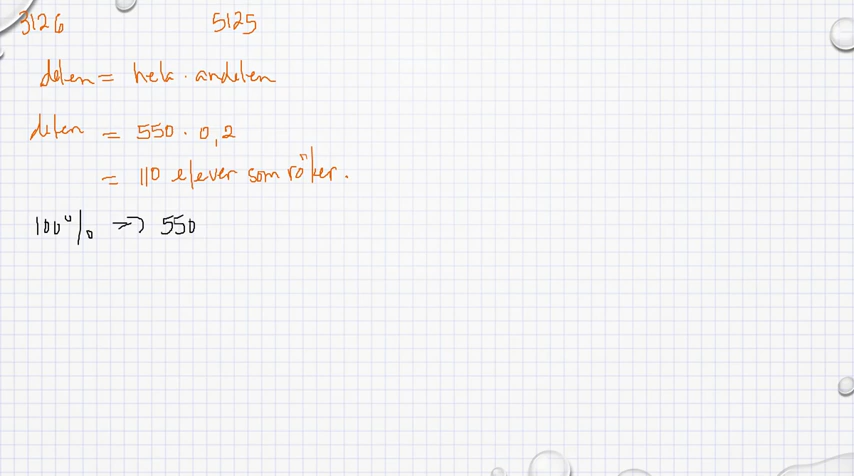 3126 5125
delen = hela · andelen
delen = 550 · 0,2
= 110 elever som röker.
100% => 550